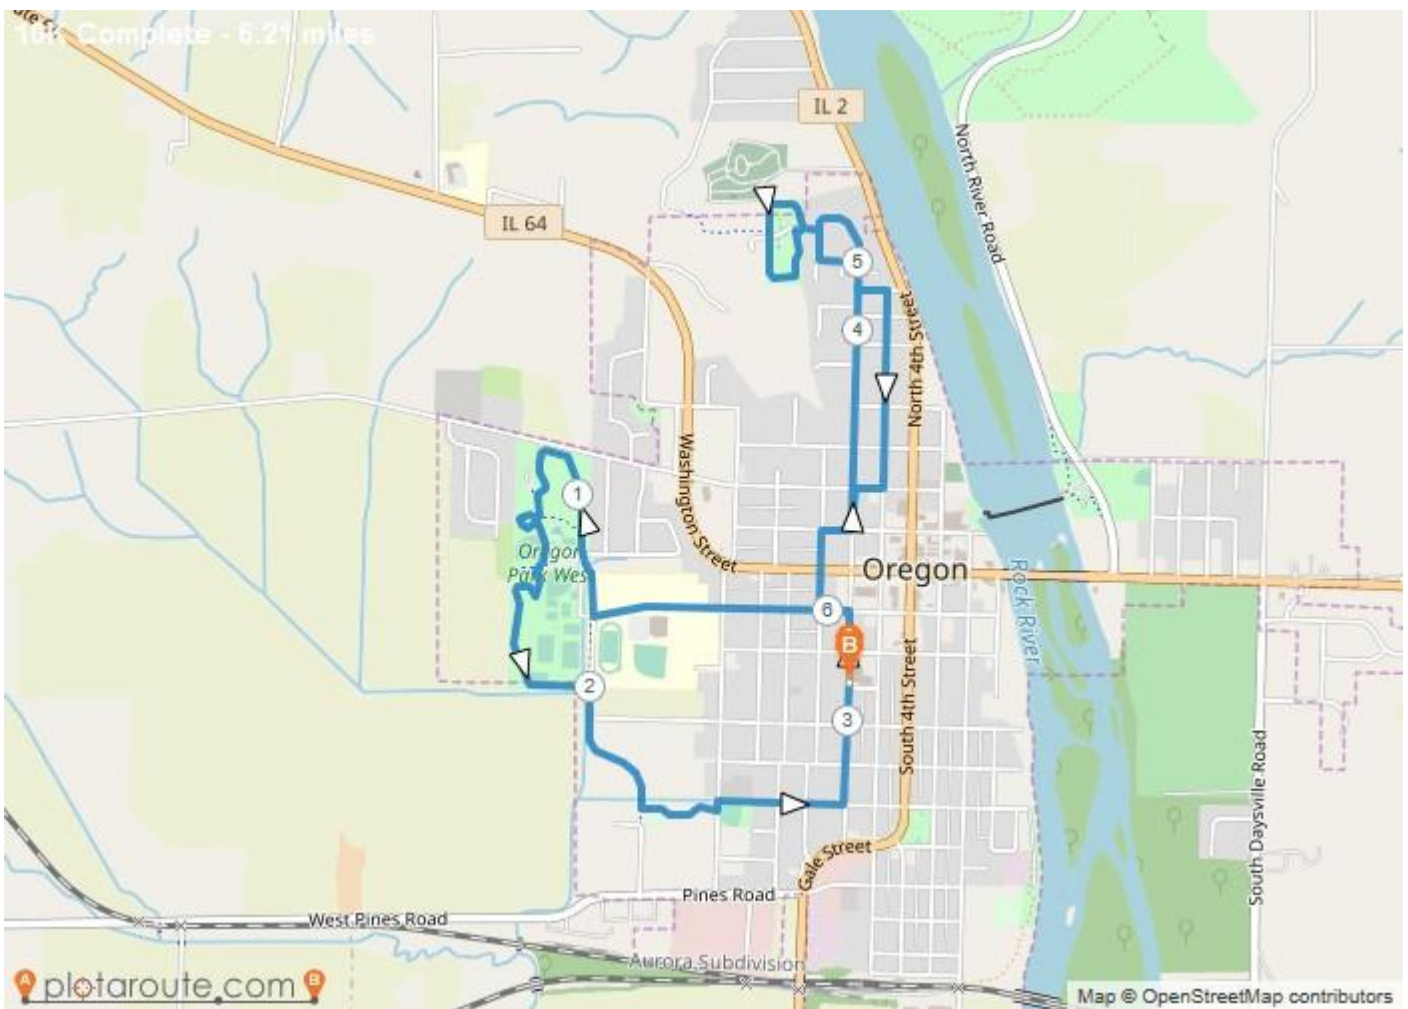 10K Complete - 6.21 miles
IL 2
North River Road
IL 64
5
4
North 4th Street
Washington Street
1
Oregon
Park West
Oregon
Rock River
6
B
2
3
South 4th Street
South Daysville Road
Gale Street
Pines Road
West Pines Road
Aurora Subdivision
A plotaroute.com B
Map © OpenStreetMap contributors